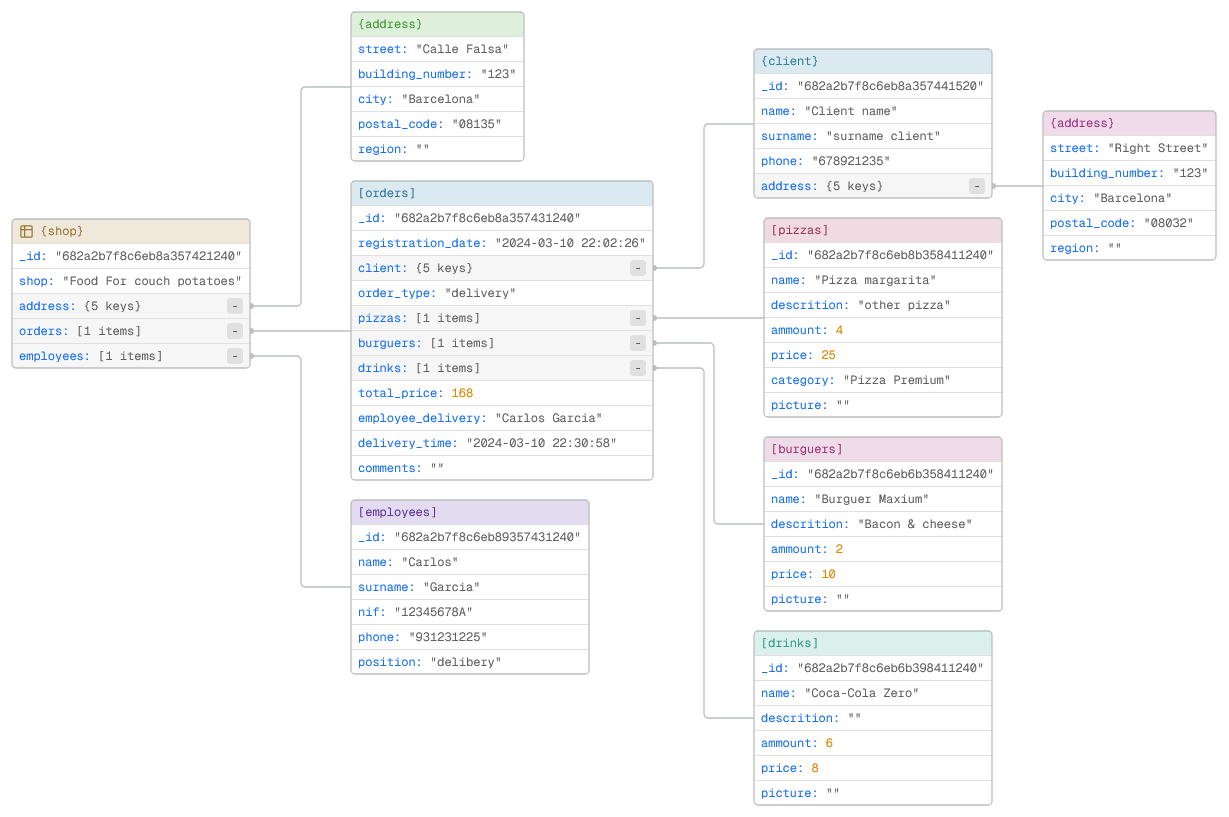 {shop}
_id: "682a2b7f8c6eb8a357421240"
shop: "Food For couch potatoes"
address: {5 keys} -
orders: [1 items] -
employees: [1 items] -
{address}
street: "Calle Falsa"
building_number: "123"
city: "Barcelona"
postal_code: "08135"
region: ""
[orders]
_id: "682a2b7f8c6eb8a357431240"
registration_date: "2024-03-10 22:02:26"
client: {5 keys} -
order_type: "delivery"
pizzas: [1 items] -
burguers: [1 items] -
drinks: [1 items] -
total_price: 168
employee_delivery: "Carlos Garcia"
delivery_time: "2024-03-10 22:30:58"
comments: ""
[employees]
_id: "682a2b7f8c6eb89357431240"
name: "Carlos"
surname: "Garcia"
nif: "12345678A"
phone: "931231225"
position: "delibery"
{client}
_id: "682a2b7f8c6eb8a357441520"
name: "Client name"
surname: "surname client"
phone: "678921235"
address: {5 keys} -
{address}
street: "Right Street"
building_number: "123"
city: "Barcelona"
postal_code: "08032"
region: ""
[pizzas]
_id: "682a2b7f8c6eb8b358411240"
name: "Pizza margarita"
descrition: "other pizza"
ammount: 4
price: 25
category: "Pizza Premium"
picture: ""
[burguers]
_id: "682a2b7f8c6eb6b358411240"
name: "Burguer Maxium"
descrition: "Bacon & cheese"
ammount: 2
price: 10
picture: ""
[drinks]
_id: "682a2b7f8c6eb6b398411240"
name: "Coca-Cola Zero"
descrition: ""
ammount: 6
price: 8
picture: ""